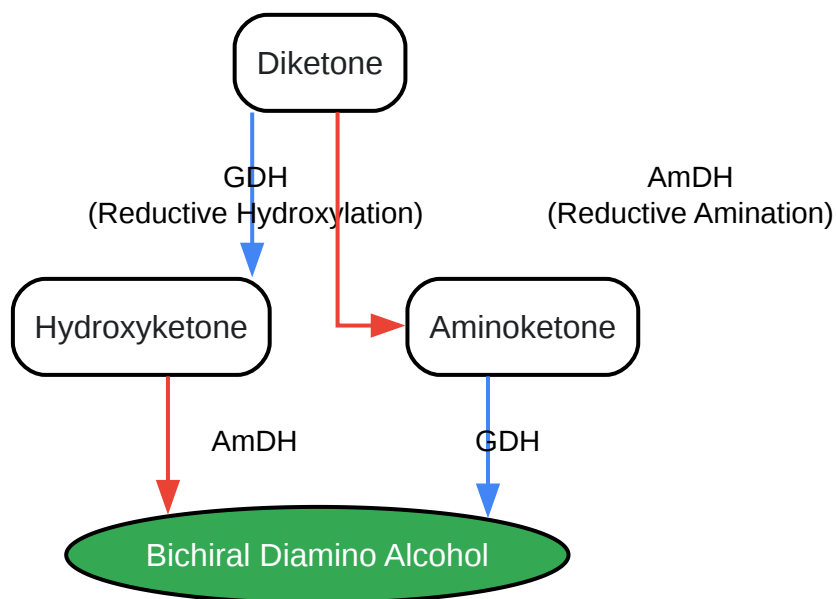 Diketone
GDH
(Reductive Hydroxylation)
AmDH
(Reductive Amination)
Hydroxyketone
Aminoketone
AmDH
GDH
Bichiral Diamino Alcohol